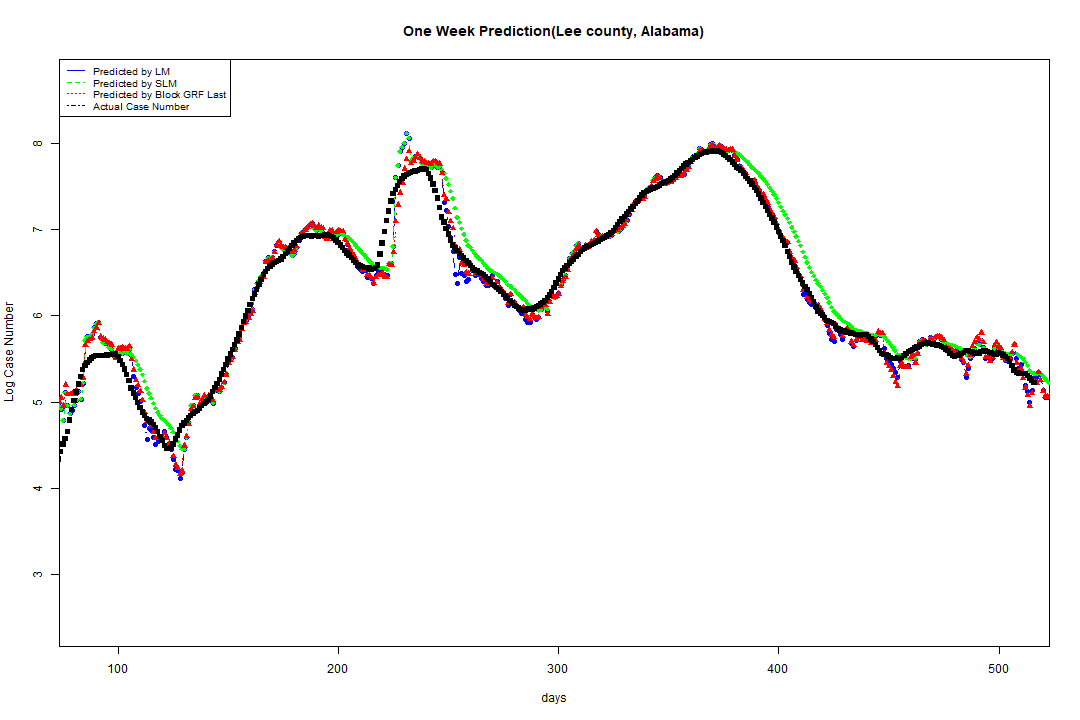 One Week Prediction(Lee county, Alabama)
Predicted by LM
Predicted by SLM
Predicted by Block GRF Last
Actual Case Number
Log Case Number
8
7
6
5
4
3
100 200 300 400 500
days